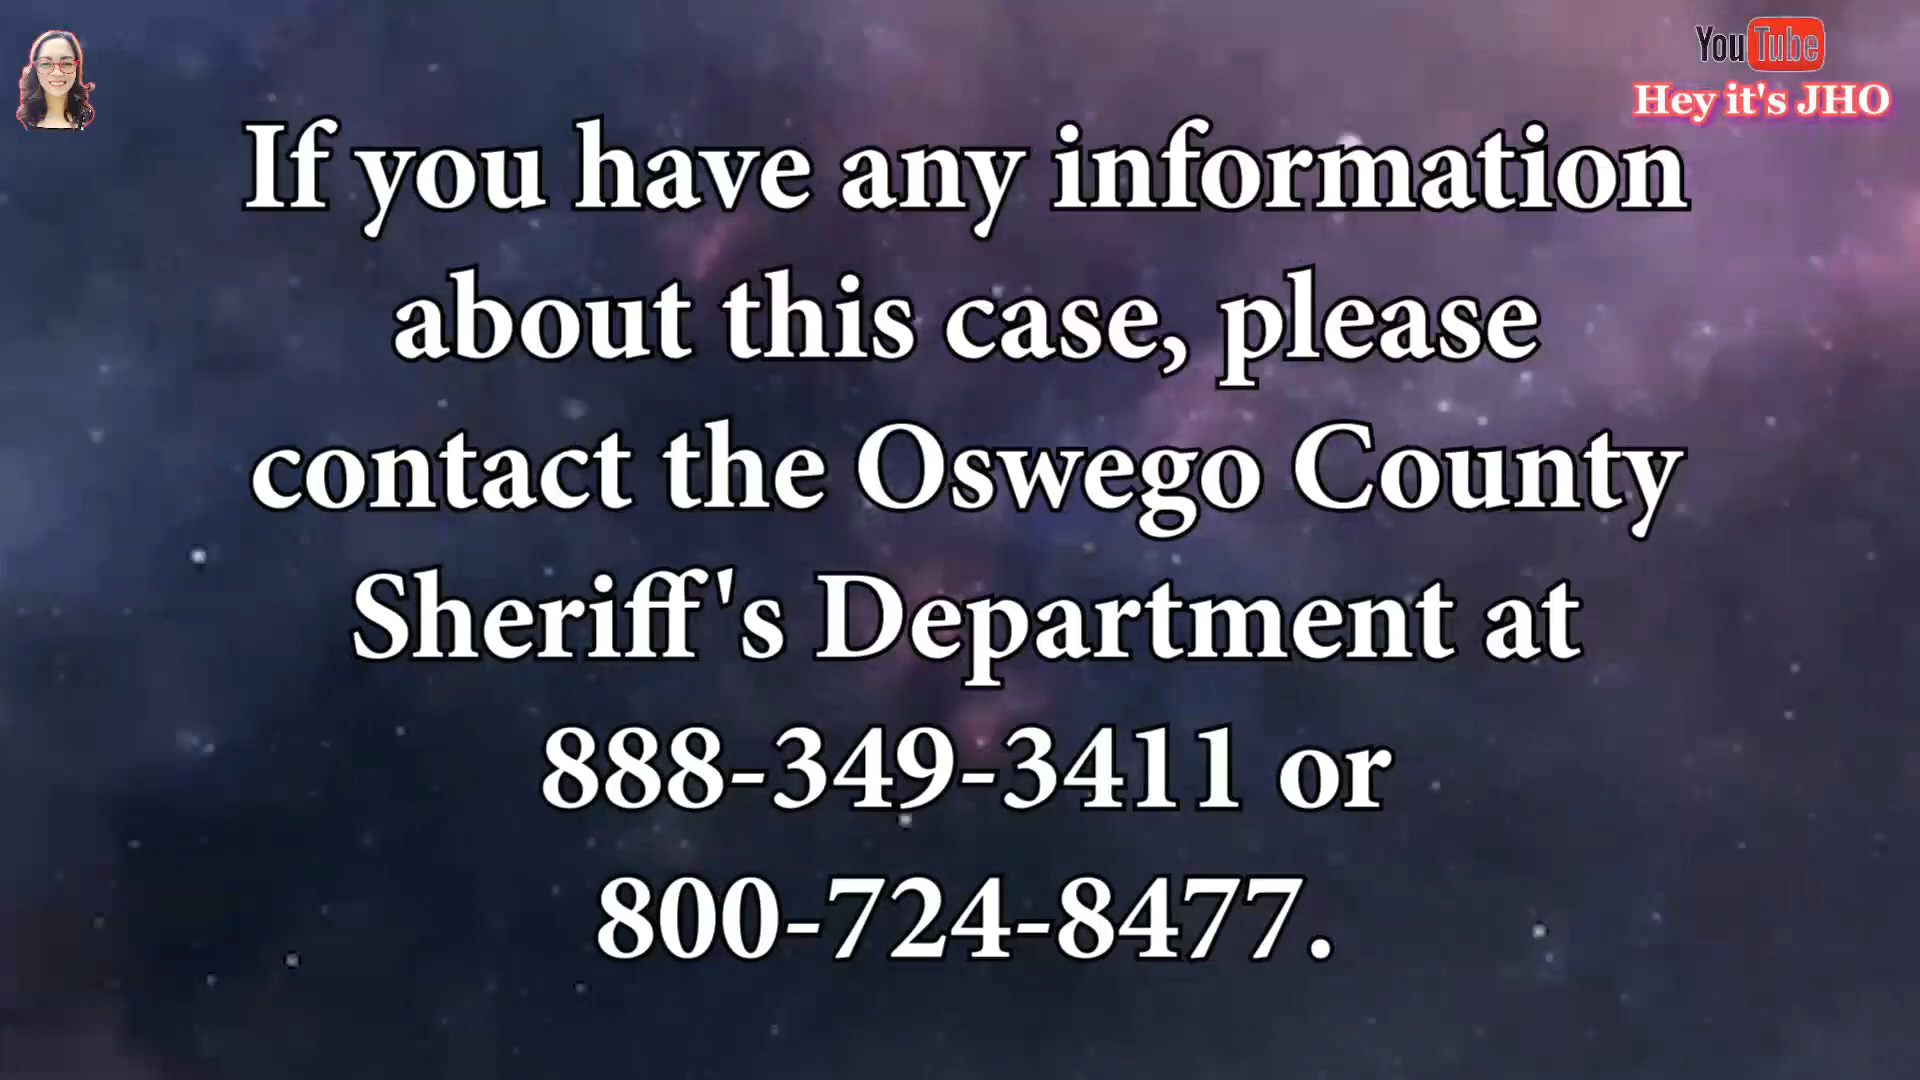 YouTube
Hey it's JHO
If you have any information
about this case, please
contact the Oswego County
Sheriff's Department at
888-349-3411 or
800-724-8477.